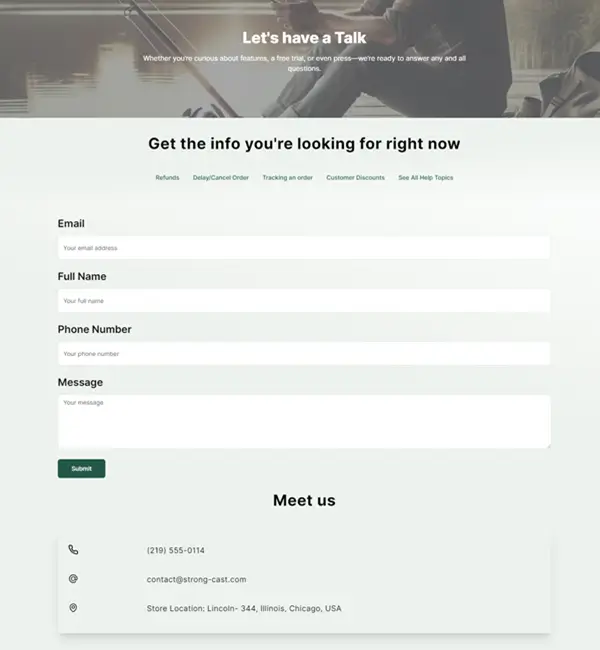 Let's have a Talk
Whether you're curious about features, a free trial, or even press—we're ready to answer any and all
questions.
Get the info you're looking for right now
Refunds Delay/Cancel Order Tracking an order Customer Discounts See All Help Topics
Email
Your email address
Full Name
Your full name
Phone Number
Your phone number
Message
Your message
Submit
Meet us
(219) 555-0114
contact@strong-cast.com
Store Location: Lincoln- 344, Illinois, Chicago, USA